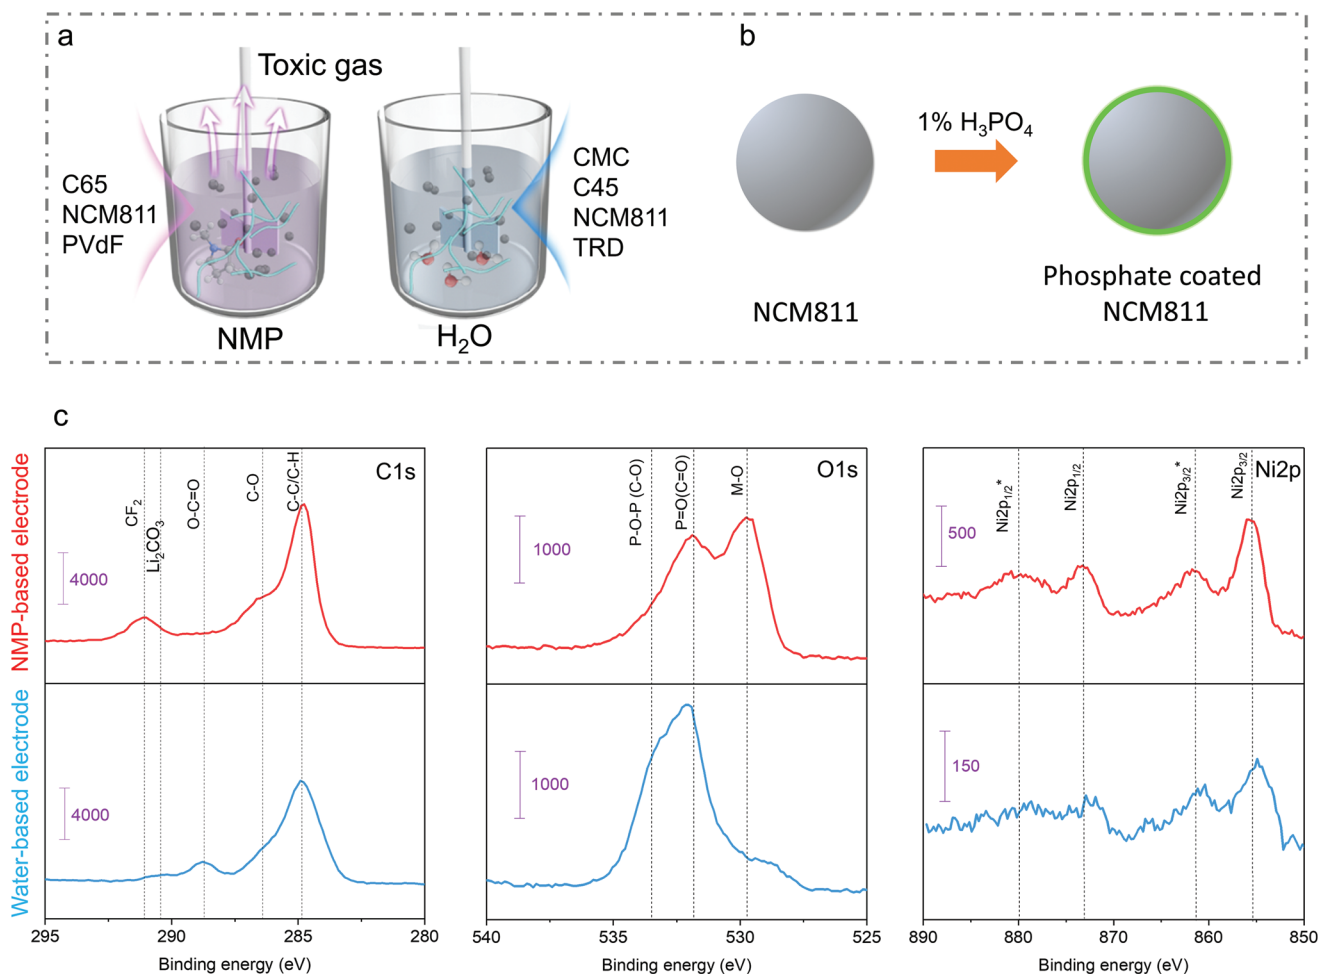 a
Toxic gas
C65
NCM811
PVdF
NMP
CMC
C45
NCM811
TRD
H₂O
b
1% H₃PO₄
NCM811
Phosphate coated
NCM811
c
NMP-based electrode
Water-based electrode
C1s
CF₂
Li₂CO₃
O-C=O
C-O
C-C/C-H
4000
4000
295
290
285
280
Binding energy (eV)
O1s
P-O-P (C-O)
P=O(C=O)
M-O
1000
1000
540
535
530
525
Binding energy (eV)
Ni2p
Ni2p₁/₂*
Ni2p₁/₂
Ni2p₃/₂*
Ni2p₃/₂
500
150
890
880
870
860
850
Binding energy (eV)